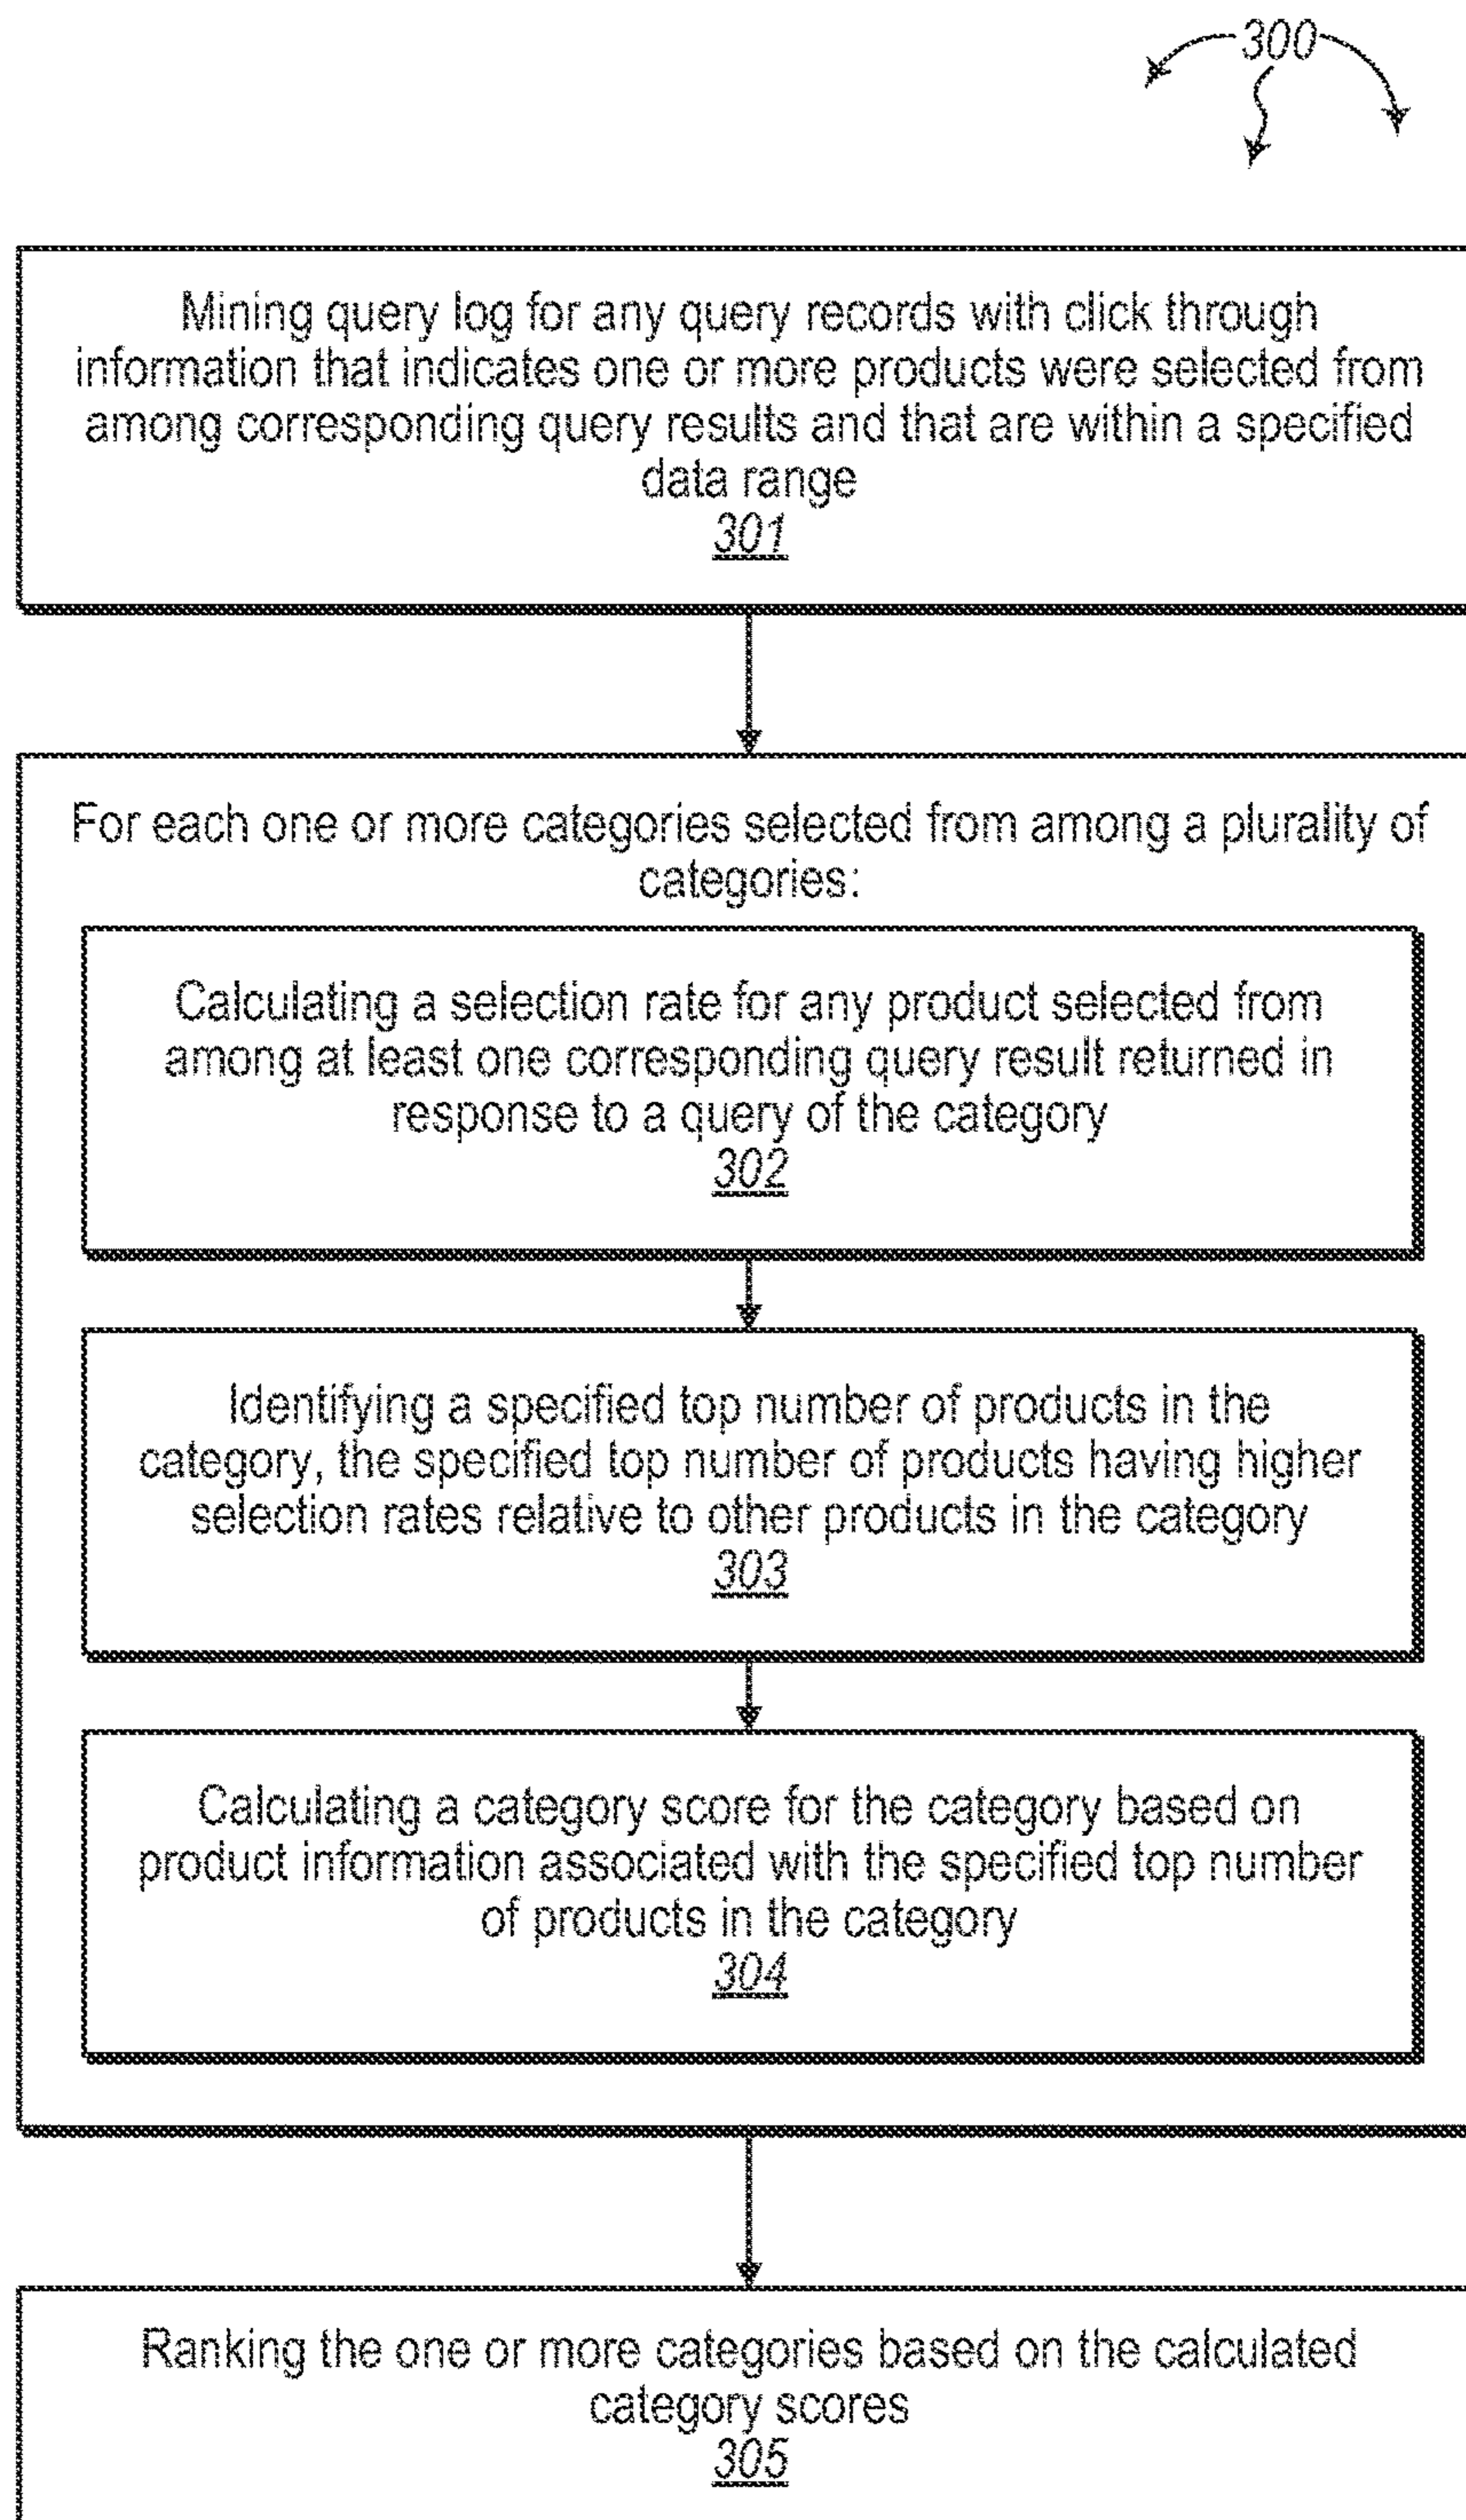 300
Mining query log for any query records with click through
information that indicates one or more products were selected from
among corresponding query results and that are within a specified
data range
301
For each one or more categories selected from among a plurality of
categories:
Calculating a selection rate for any product selected from
among at least one corresponding query result returned in
response to a query of the category
302
Identifying a specified top number of products in the
category, the specified top number of products having higher
selection rates relative to other products in the category
303
Calculating a category score for the category based on
product information associated with the specified top number
of products in the category
304
Ranking the one or more categories based on the calculated
category scores
305